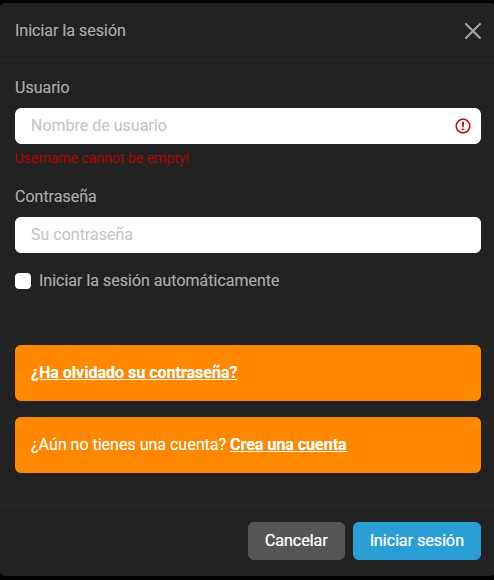 Iniciar la sesión
Usuario
Nombre de usuario
Username cannot be empty!
Contraseña
Su contraseña
Iniciar la sesión automáticamente
¿Ha olvidado su contraseña?
¿Aún no tienes una cuenta? Crea una cuenta
Cancelar
Iniciar sesión